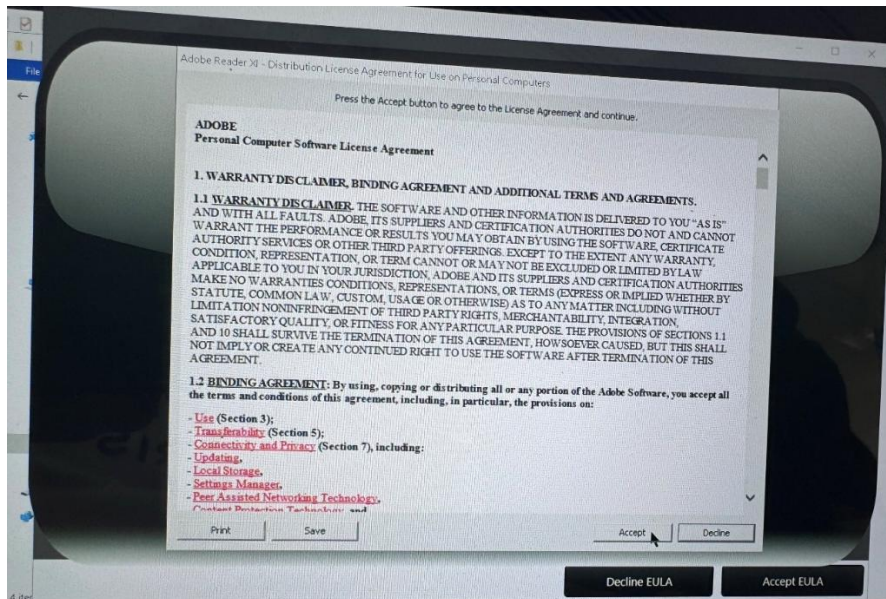 File
Adobe Reader XI - Distribution License Agreement for Use on Personal Computers
Press the Accept button to agree to the License Agreement and continue.
ADOBE
Personal Computer Software License Agreement
1. WARRANTY DISCLAIMER, BINDING AGREEMENT AND ADDITIONAL TERMS AND AGREEMENTS.
1.1 WARRANTY DISCLAIMER. THE SOFTWARE AND OTHER INFORMATION IS DELIVERED TO YOU "AS IS"
AND WITH ALL FAULTS. ADOBE, ITS SUPPLIERS AND CERTIFICATION AUTHORITIES DO NOT AND CANNOT
WARRANT THE PERFORMANCE OR RESULTS YOU MAY OBTAIN BY USING THE SOFTWARE, CERTIFICATE
AUTHORITY SERVICES OR OTHER THIRD PARTY OFFERINGS. EXCEPT TO THE EXTENT ANY WARRANTY,
CONDITION, REPRESENTATION, OR TERM CANNOT OR MAY NOT BE EXCLUDED OR LIMITED BY LAW
APPLICABLE TO YOU IN YOUR JURISDICTION, ADOBE AND ITS SUPPLIERS AND CERTIFICATION AUTHORITIES
MAKE NO WARRANTIES CONDITIONS, REPRESENTATIONS, OR TERMS (EXPRESS OR IMPLIED WHETHER BY
STATUTE, COMMON LAW, CUSTOM, USAGE OR OTHERWISE) AS TO ANY MATTER INCLUDING WITHOUT
LIMITATION NONINFRINGEMENT OF THIRD PARTY RIGHTS, MERCHANTABILITY, INTEGRATION,
SATISFACTORY QUALITY, OR FITNESS FOR ANY PARTICULAR PURPOSE. THE PROVISIONS OF SECTIONS 1.1
AND 10 SHALL SURVIVE THE TERMINATION OF THIS AGREEMENT, HOWSOEVER CAUSED, BUT THIS SHALL
NOT IMPLY OR CREATE ANY CONTINUED RIGHT TO USE THE SOFTWARE AFTER TERMINATION OF THIS
AGREEMENT.
1.2 BINDING AGREEMENT: By using, copying or distributing all or any portion of the Adobe Software, you accept all
the terms and conditions of this agreement, including, in particular, the provisions on:
- Use (Section 3);
- Transferability (Section 5);
- Connectivity and Privacy (Section 7), including:
- Updating,
- Local Storage,
- Settings Manager,
- Peer Assisted Networking Technology,
- Content Protection Technology, and
Print Save Accept Decline
Decline EULA Accept EULA